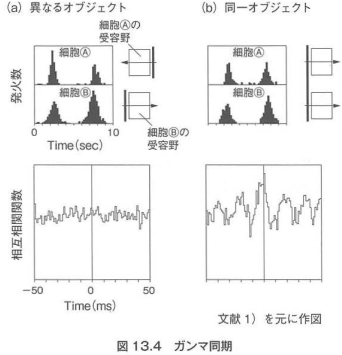 (a) 異なるオブジェクト
(b) 同一オブジェクト
細胞Ⓐの
受容野
細胞Ⓐ
細胞Ⓑ
発火数
0
10
Time(sec)
細胞Ⓑの
受容野
細胞Ⓐ
細胞Ⓑ
相互相関関数
-50
0
50
Time(ms)
文献 1）を元に作図
図 13.4 ガンマ同期